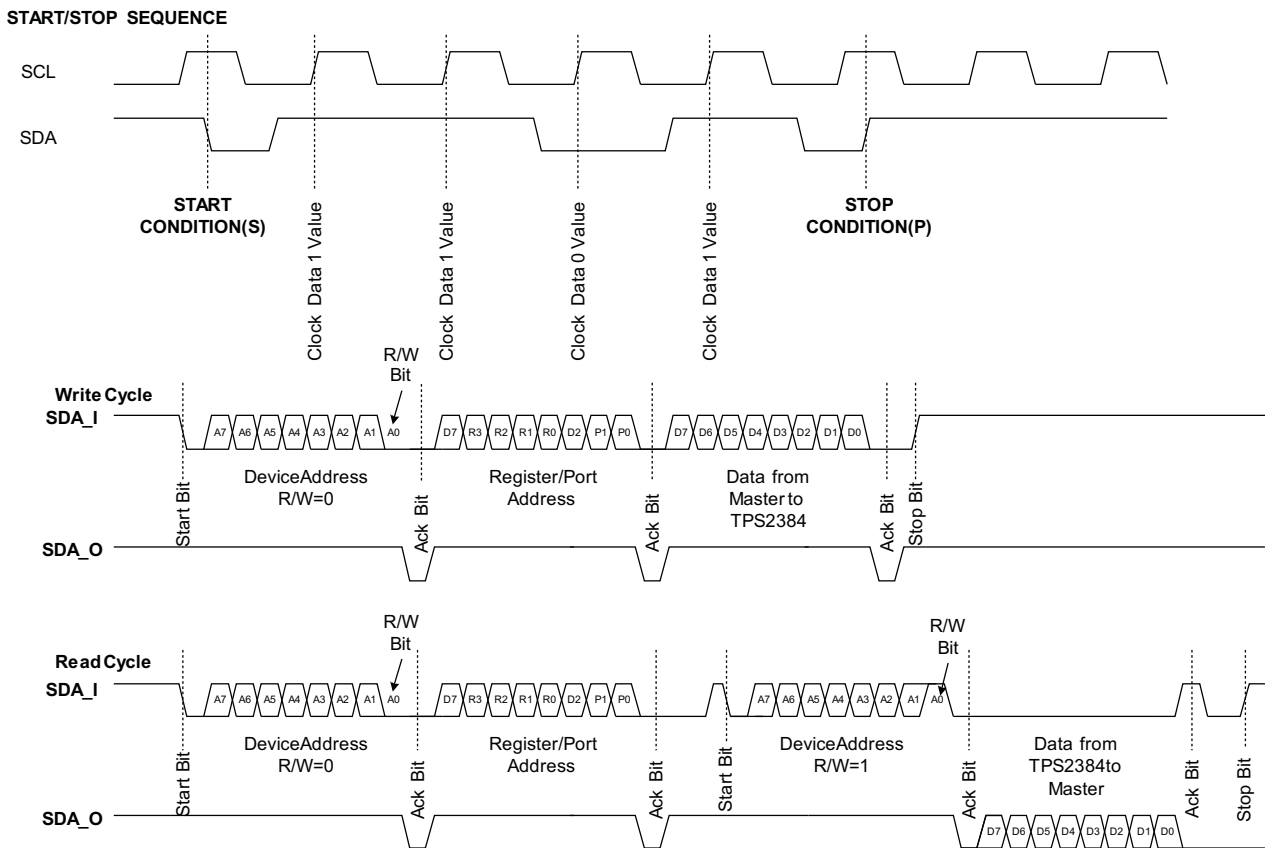 START/STOP SEQUENCE
SCL
SDA
START
CONDITION(S)
Clock Data 1 Value
Clock Data 1 Value
Clock Data 0 Value
Clock Data 1 Value
STOP
CONDITION(P)
R/W
Bit
Write Cycle
SDA_I
A7 A6 A5 A4 A3 A2 A1 A0
D7 R3 R2 R1 R0 D2 P1 P0
D7 D6 D5 D4 D3 D2 D1 D0
Start Bit
DeviceAddress
R/W=0
Ack Bit
Register/Port
Address
Ack Bit
Data from
Master to
TPS2384
Ack Bit
Stop Bit
SDA_O
R/W
Bit
R/W
Bit
Read Cycle
SDA_I
A7 A6 A5 A4 A3 A2 A1 A0
D7 R3 R2 R1 R0 D2 P1 P0
A7 A6 A5 A4 A3 A2 A1 A0
Start Bit
DeviceAddress
R/W=0
Ack Bit
Register/Port
Address
Ack Bit
Start Bit
DeviceAddress
R/W=1
Ack Bit
Data from
TPS2384to
Master
Ack Bit
Stop Bit
SDA_O
D7 D6 D5 D4 D3 D2 D1 D0